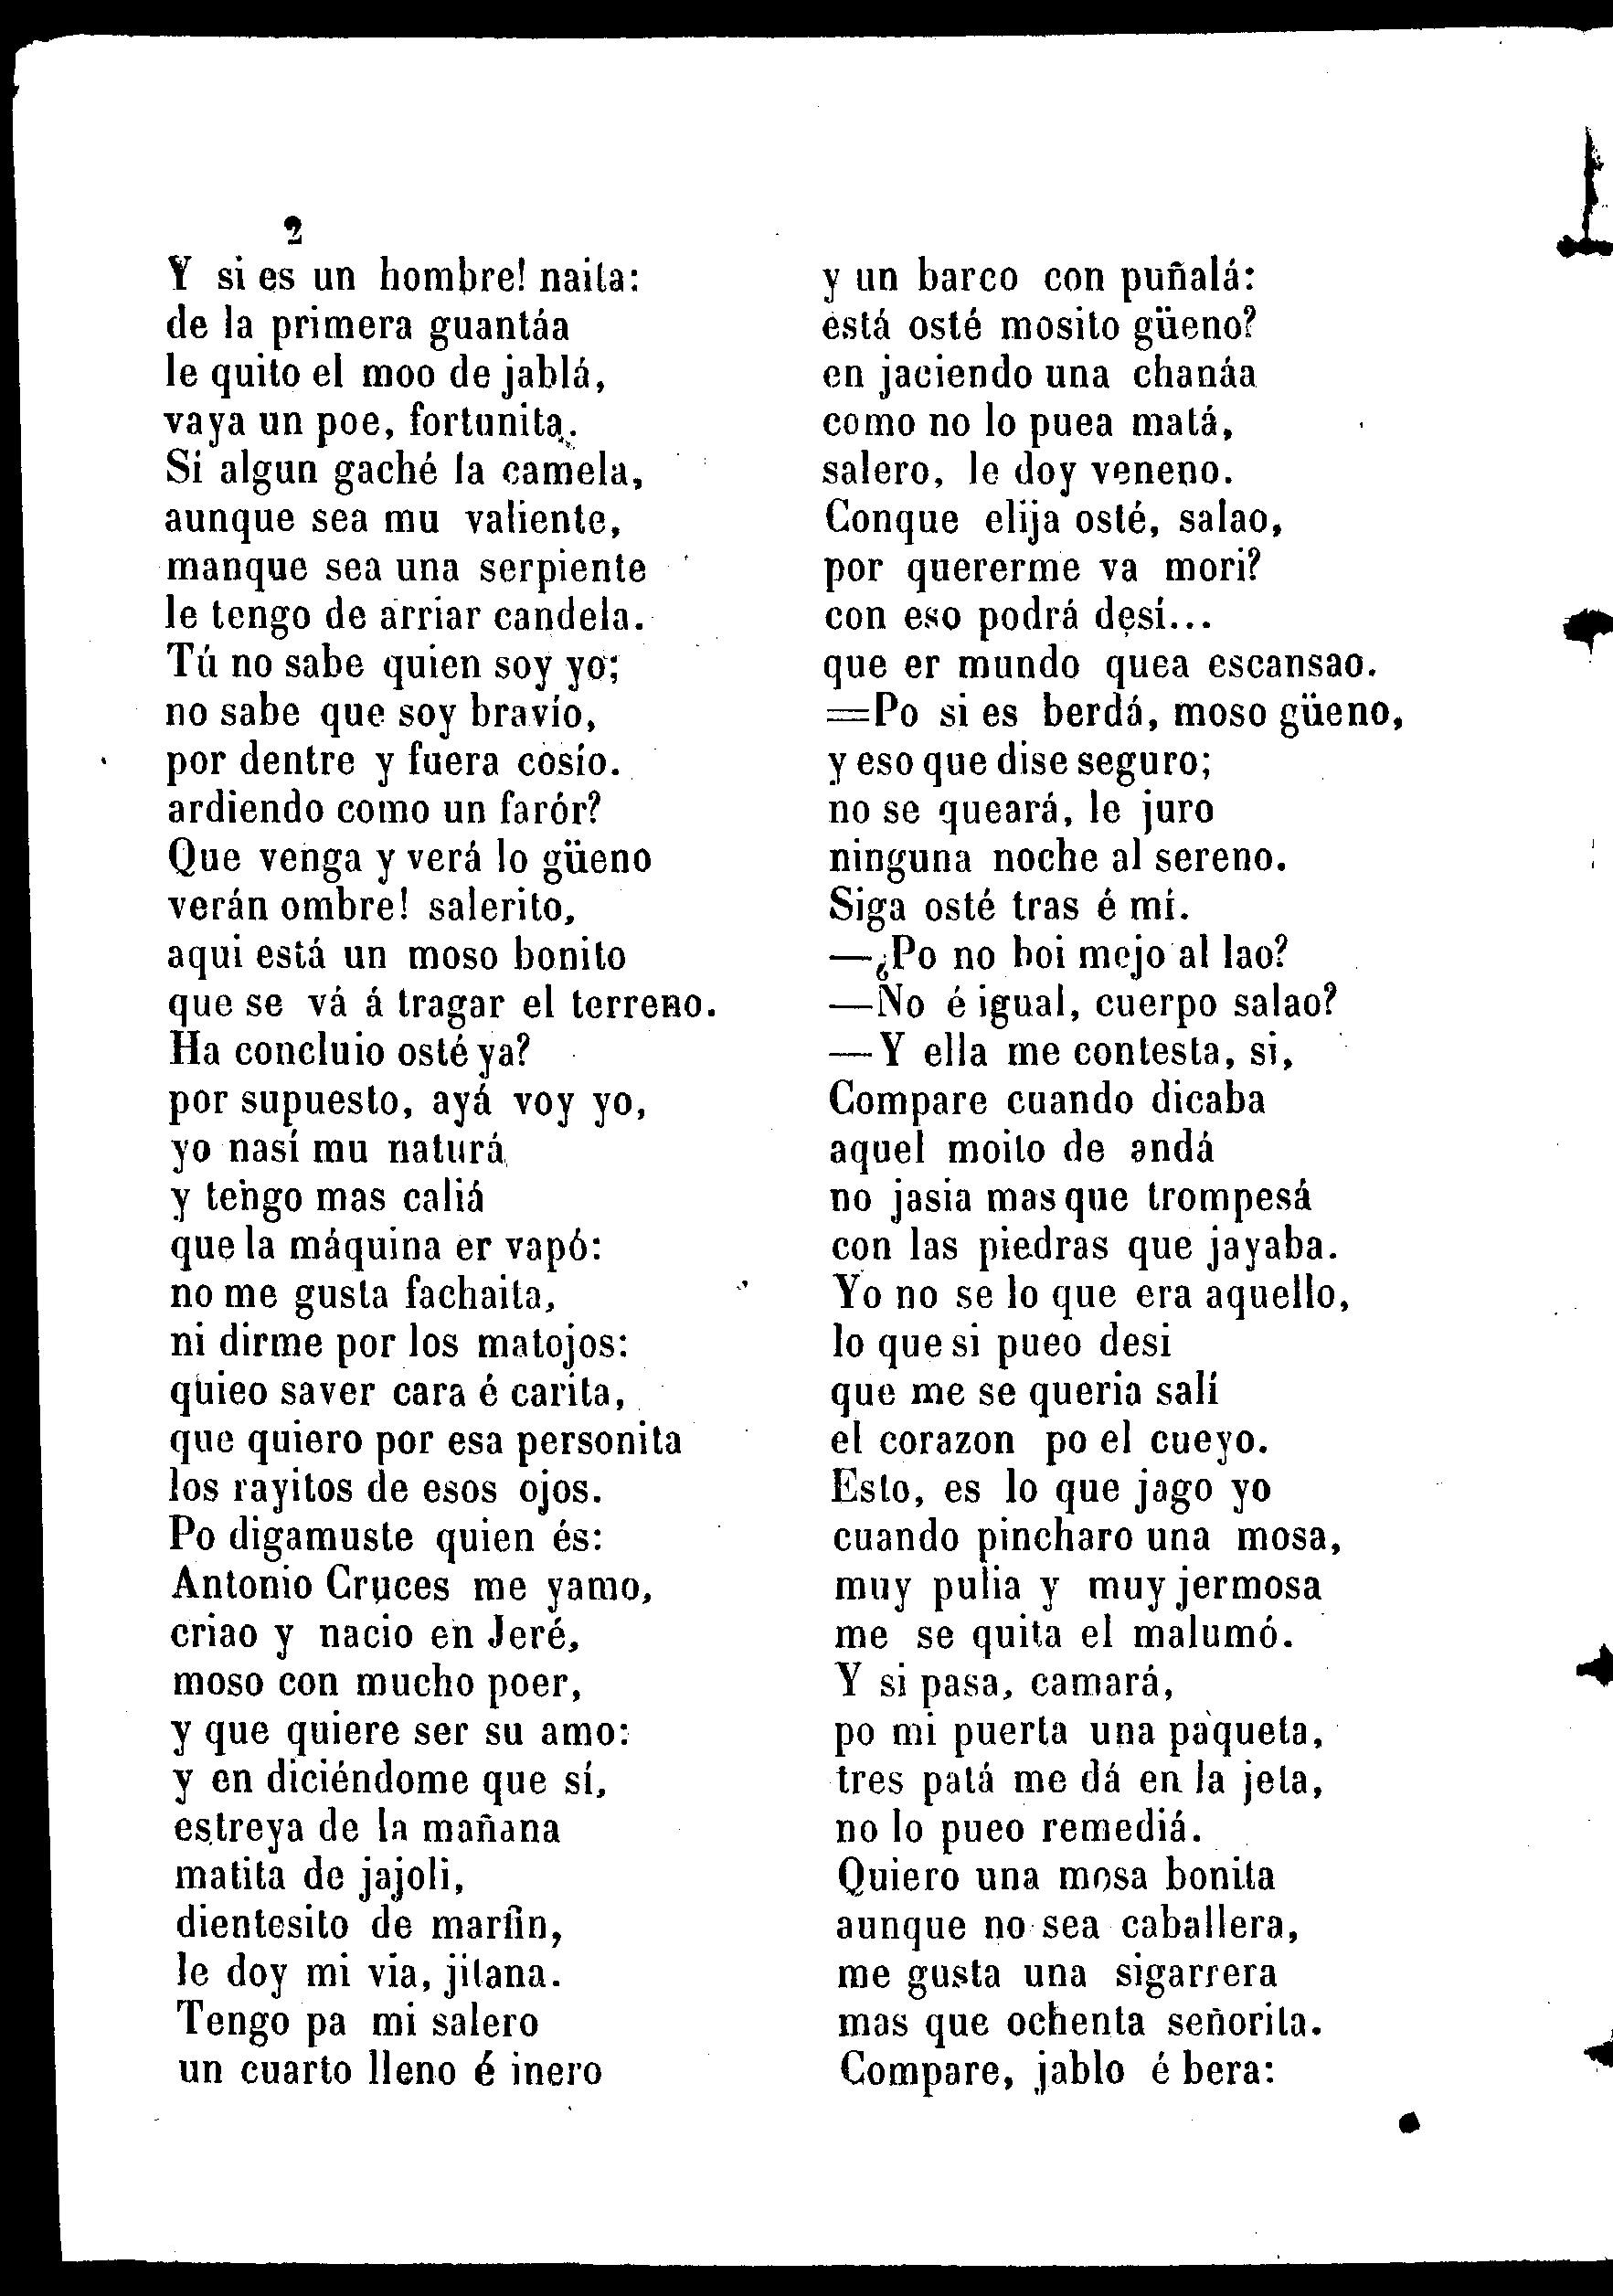 2
Y si es un hombre! naita:
de la primera guantáa
le quito el moo de jablá,
vaya un poe, fortunita.
Si algun gaché la camela,
aunque sea mu valiente,
manque sea una serpiente
le tengo de arriar candela.
Tú no sabe quien soy yo;
no sabe que soy bravío,
por dentre y fuera cosío.
ardiendo como un farór?
Que venga y verá lo güeno
verán ombre! salerito,
aqui está un moso bonito
que se vá á tragar el terreno.
Ha concluio osté ya?
por supuesto, ayá voy yo,
yo nasí mu naturá
y tengo mas caliá
que la máquina er vapó:
no me gusta fachaita,
ni dirme por los matojos:
quieo saver cara é carita,
que quiero por esa personita
los rayitos de esos ojos.
Po digamuste quien és:
Antonio Cruces me yamo,
criao y nacio en Jeré,
moso con mucho poer,
y que quiere ser su amo:
y en diciéndome que sí,
estreya de la mañana
matita de jajoli,
dientesito de marfin,
le doy mi via, jitana.
Tengo pa mi salero
un cuarto lleno é inero
y un barco con puñalá:
está osté mosito güeno?
en jaciendo una chanáa
como no lo puea matá,
salero, le doy veneno.
Conque elija osté, salao,
por quererme va mori?
con eso podrá desí...
que er mundo quea escansao.
=Po si es berdá, moso güeno,
y eso que dise seguro;
no se queará, le juro
ninguna noche al sereno.
Siga osté tras é mí.
—¿Po no boi mejo al lao?
—No é igual, cuerpo salao?
—Y ella me contesta, si,
Compare cuando dicaba
aquel moito de andá
no jasia mas que trompesá
con las piedras que jayaba.
Yo no se lo que era aquello,
lo que si pueo desi
que me se queria salí
el corazon po el cueyo.
Esto, es lo que jago yo
cuando pincharo una mosa,
muy pulia y muy jermosa
me se quita el malumó.
Y si pasa, camará,
po mi puerta una paqueta,
tres patá me dá en la jeta,
no lo pueo remediá.
Quiero una mosa bonita
aunque no sea caballera,
me gusta una sigarrera
mas que ochenta señorita.
Compare, jablo é bera: